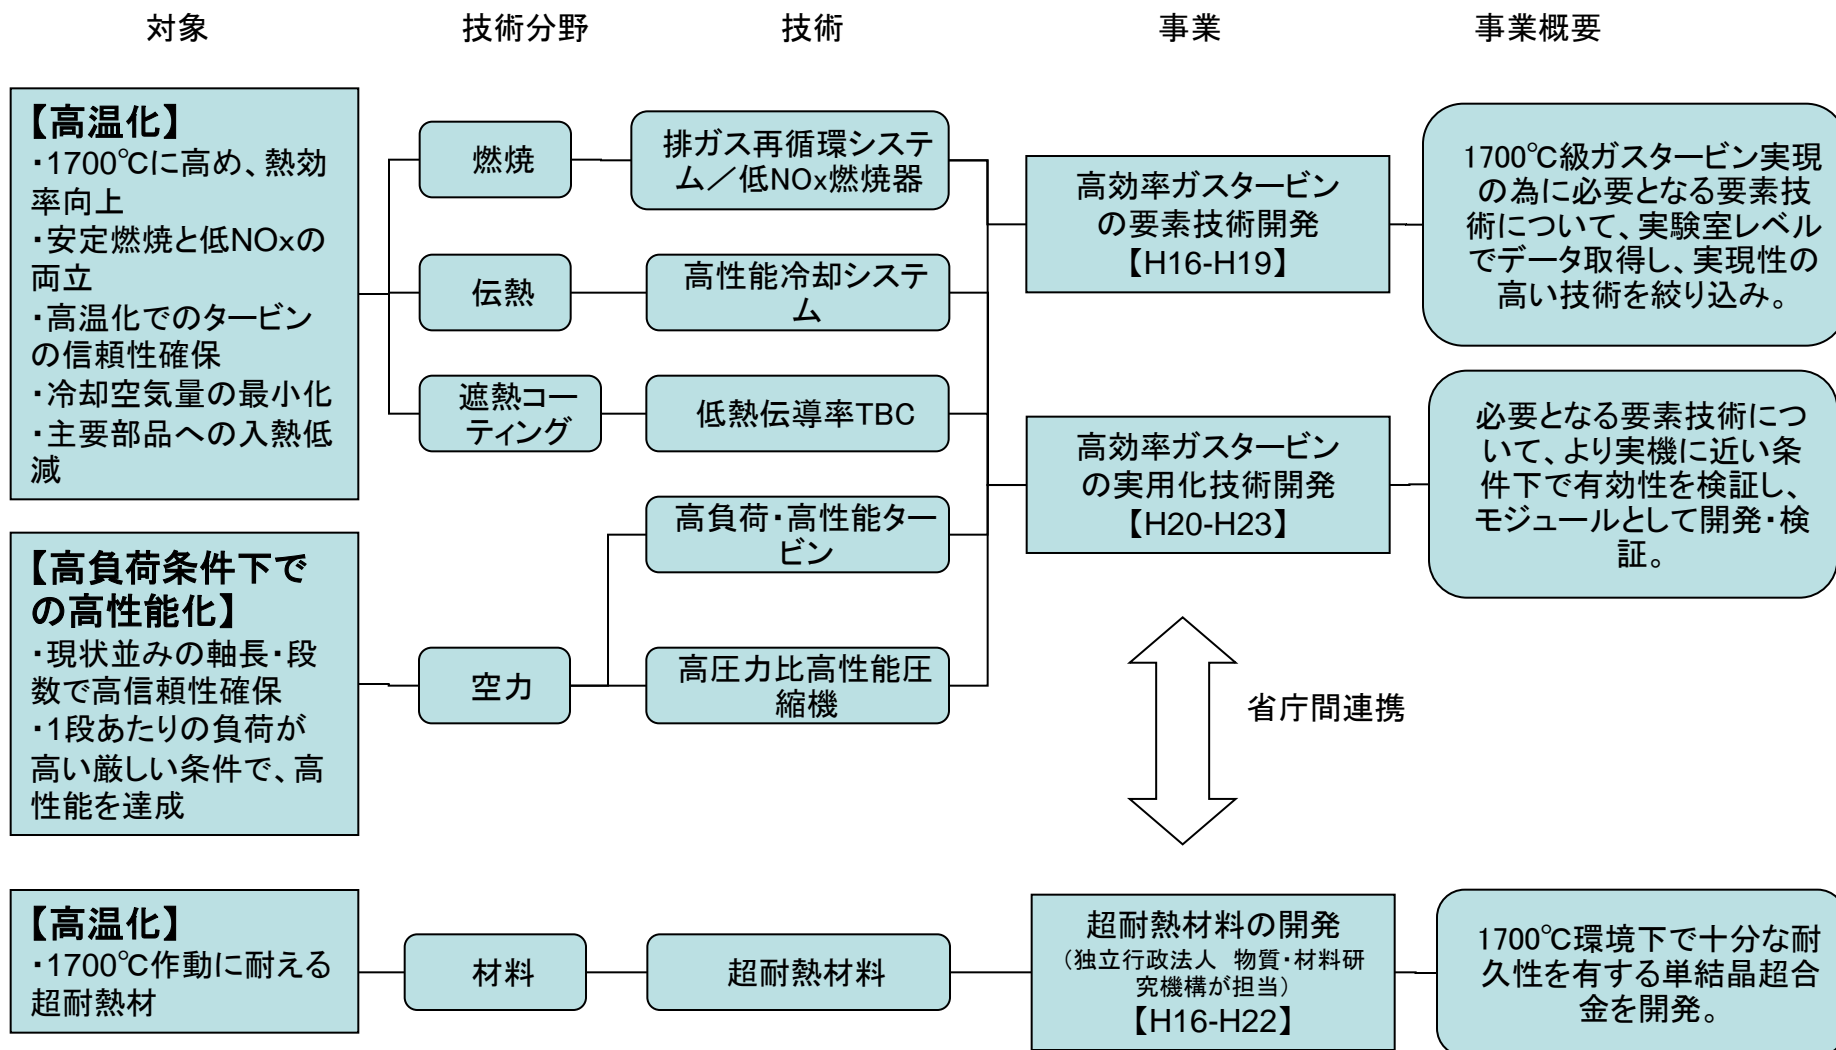 対象
技術分野
技術
事業
事業概要
【高温化】
・1700℃に高め、熱効
率向上
・安定燃焼と低NOxの
両立
・高温化でのタービン
の信頼性確保
・冷却空気量の最小化
・主要部品への入熱低
減
燃焼
排ガス再循環システ
ム／低NOx燃焼器
伝熱
高性能冷却システ
ム
遮熱コー
ティング
低熱伝導率TBC
高効率ガスタービン
の要素技術開発
【H16-H19】
1700℃級ガスタービン実現
の為に必要となる要素技
術について、実験室レベル
でデータ取得し、実現性の
高い技術を絞り込み。
高効率ガスタービン
の実用化技術開発
【H20-H23】
必要となる要素技術につ
いて、より実機に近い条
件下で有効性を検証し、
モジュールとして開発・検
証。
【高負荷条件下で
の高性能化】
・現状並みの軸長・段
数で高信頼性確保
・1段あたりの負荷が
高い厳しい条件で、高
性能を達成
空力
高負荷・高性能ター
ビン
高圧力比高性能圧
縮機
省庁間連携
【高温化】
・1700℃作動に耐える
超耐熱材
材料
超耐熱材料
超耐熱材料の開発
（独立行政法人 物質・材料研
究機構が担当）
【H16-H22】
1700℃環境下で十分な耐
久性を有する単結晶超合
金を開発。